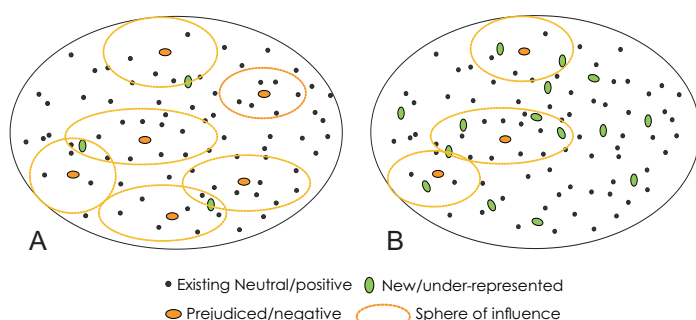 A
B
Existing Neutral/positive New/under-represented
Prejudiced/negative Sphere of influence